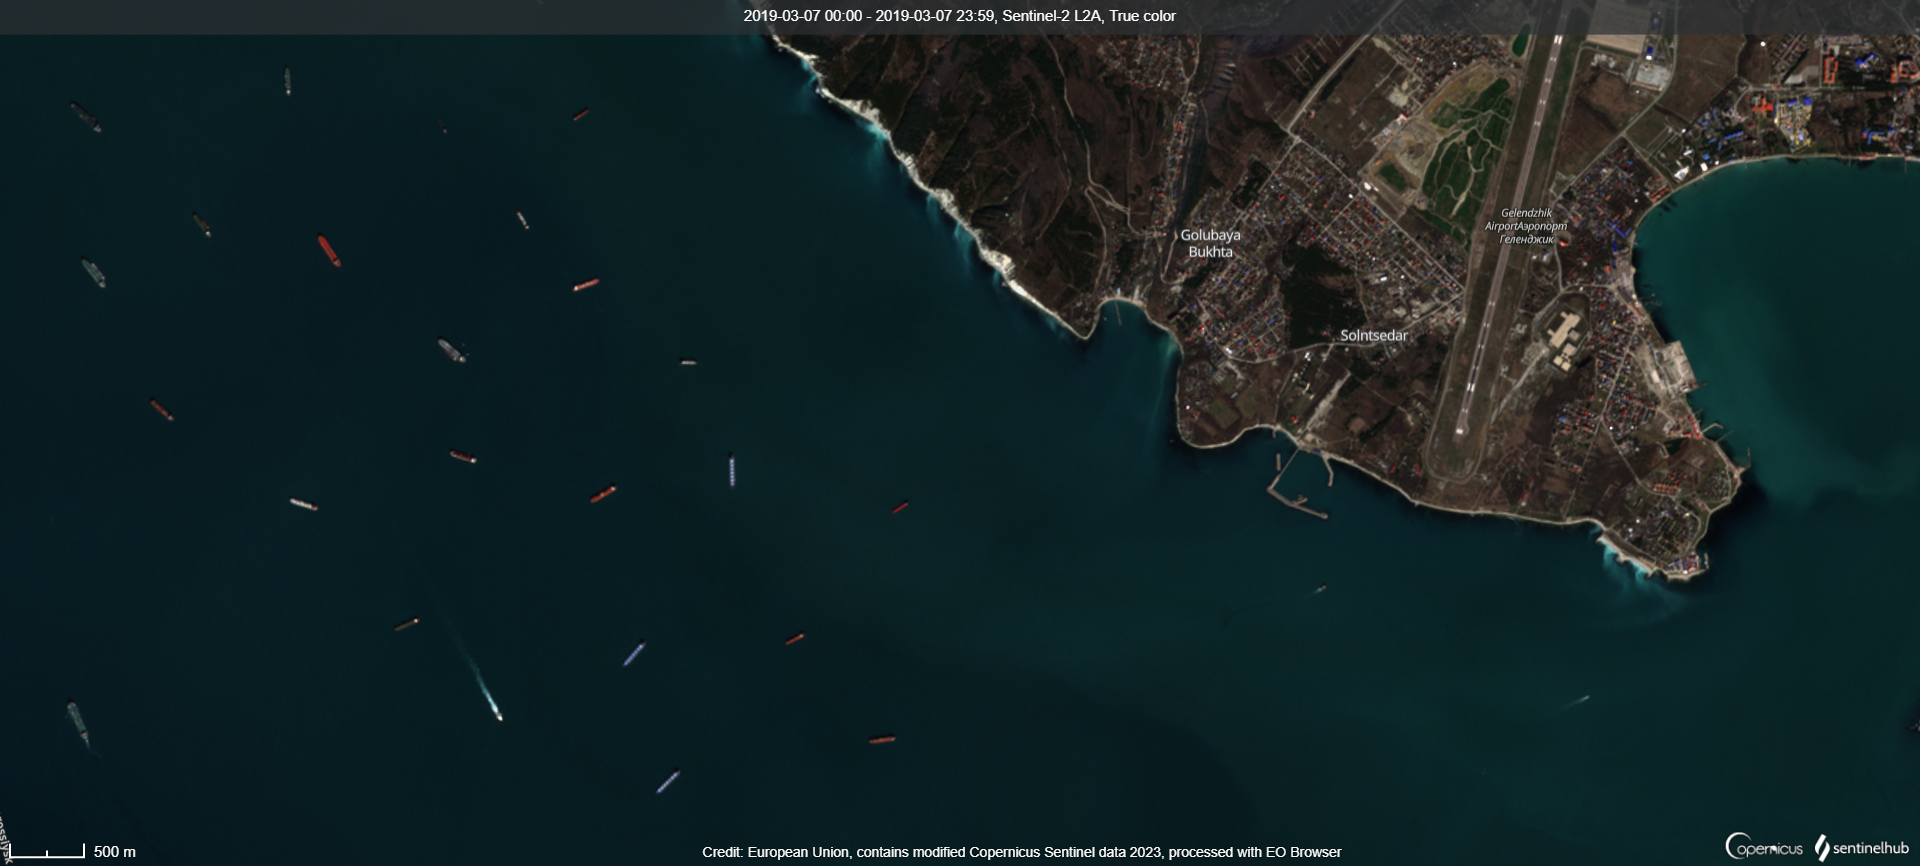 2019-03-07 00:00 - 2019-03-07 23:59, Sentinel-2 L2A, True color
Gelendzhik
AirportАэропорт
Геленджик
Golubaya
Bukhta
Solntsedar
500 m
Credit: European Union, contains modified Copernicus Sentinel data 2023, processed with EO Browser
Copernicus
sentinelhub